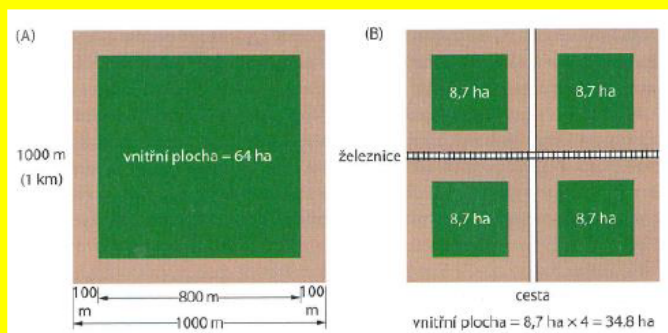 (A)
1000 m
(1 km)
vnitřní plocha = 64 ha
100
m
800 m
100
m
1000 m
(B)
8,7 ha
8,7 ha
železnice
8,7 ha
8,7 ha
cesta
vnitřní plocha = 8,7 ha × 4 = 34,8 ha